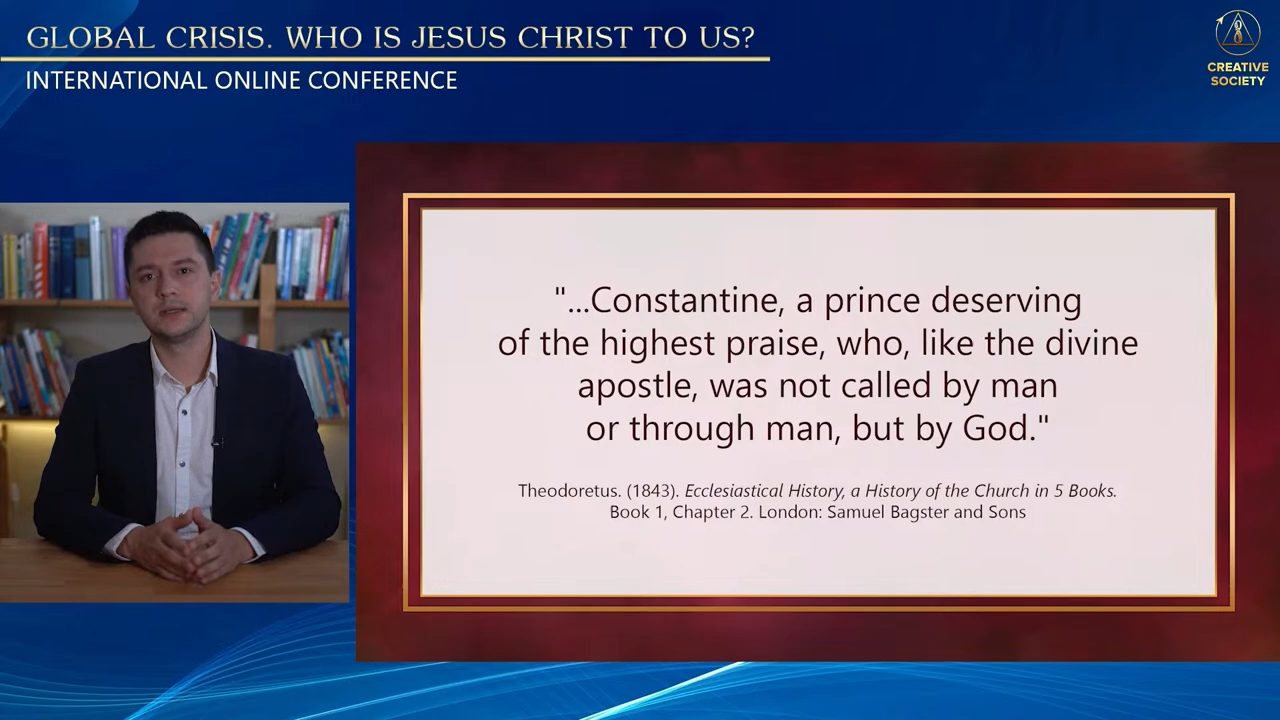 GLOBAL CRISIS. WHO IS JESUS CHRIST TO US?
INTERNATIONAL ONLINE CONFERENCE
CREATIVE
SOCIETY
"...Constantine, a prince deserving
of the highest praise, who, like the divine
apostle, was not called by man
or through man, but by God."
Theodoretus. (1843). Ecclesiastical History, a History of the Church in 5 Books.
Book 1, Chapter 2. London: Samuel Bagster and Sons